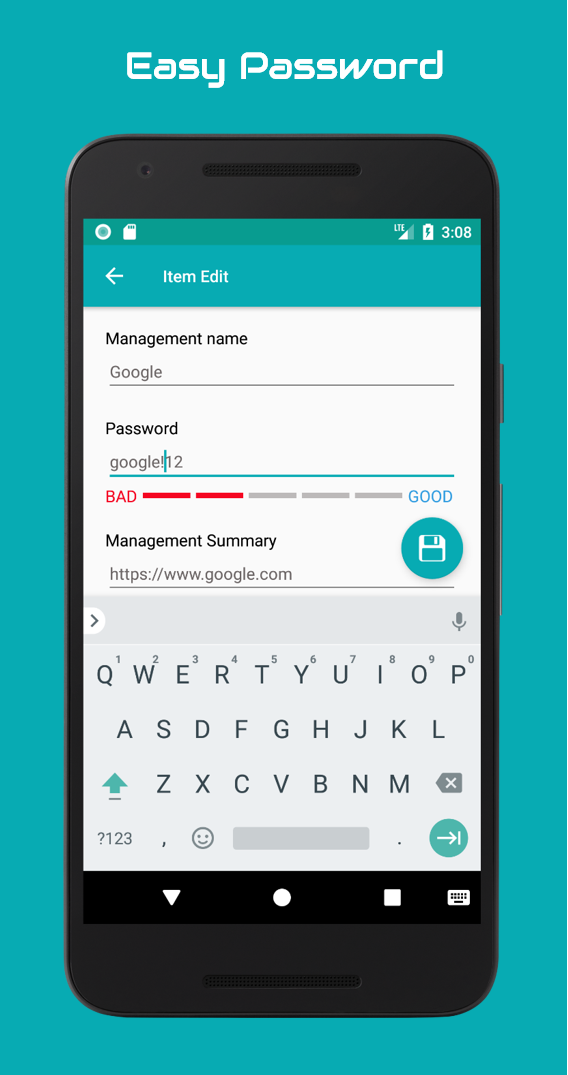 Easy Password
LTE 3:08
Item Edit
Management name
Google
Password
google!12
BAD GOOD
Management Summary
https://www.google.com
1 2 3 4 5 6 7 8 9 0
Q W E R T Y U I O P
A S D F G H J K L
Z X C V B N M
?123 , .